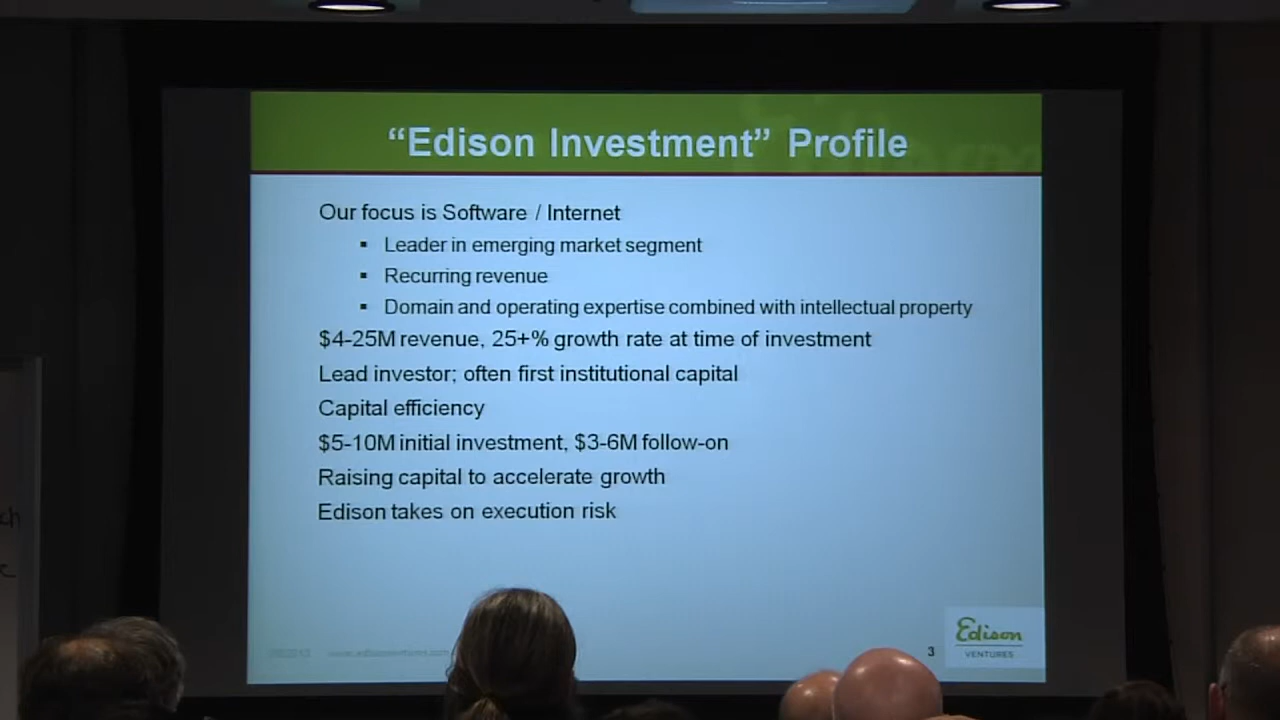 “Edison Investment” Profile
Our focus is Software / Internet
▪ Leader in emerging market segment
▪ Recurring revenue
▪ Domain and operating expertise combined with intellectual property
$4-25M revenue, 25+% growth rate at time of investment
Lead investor; often first institutional capital
Capital efficiency
$5-10M initial investment, $3-6M follow-on
Raising capital to accelerate growth
Edison takes on execution risk
3
Edison
VENTURES